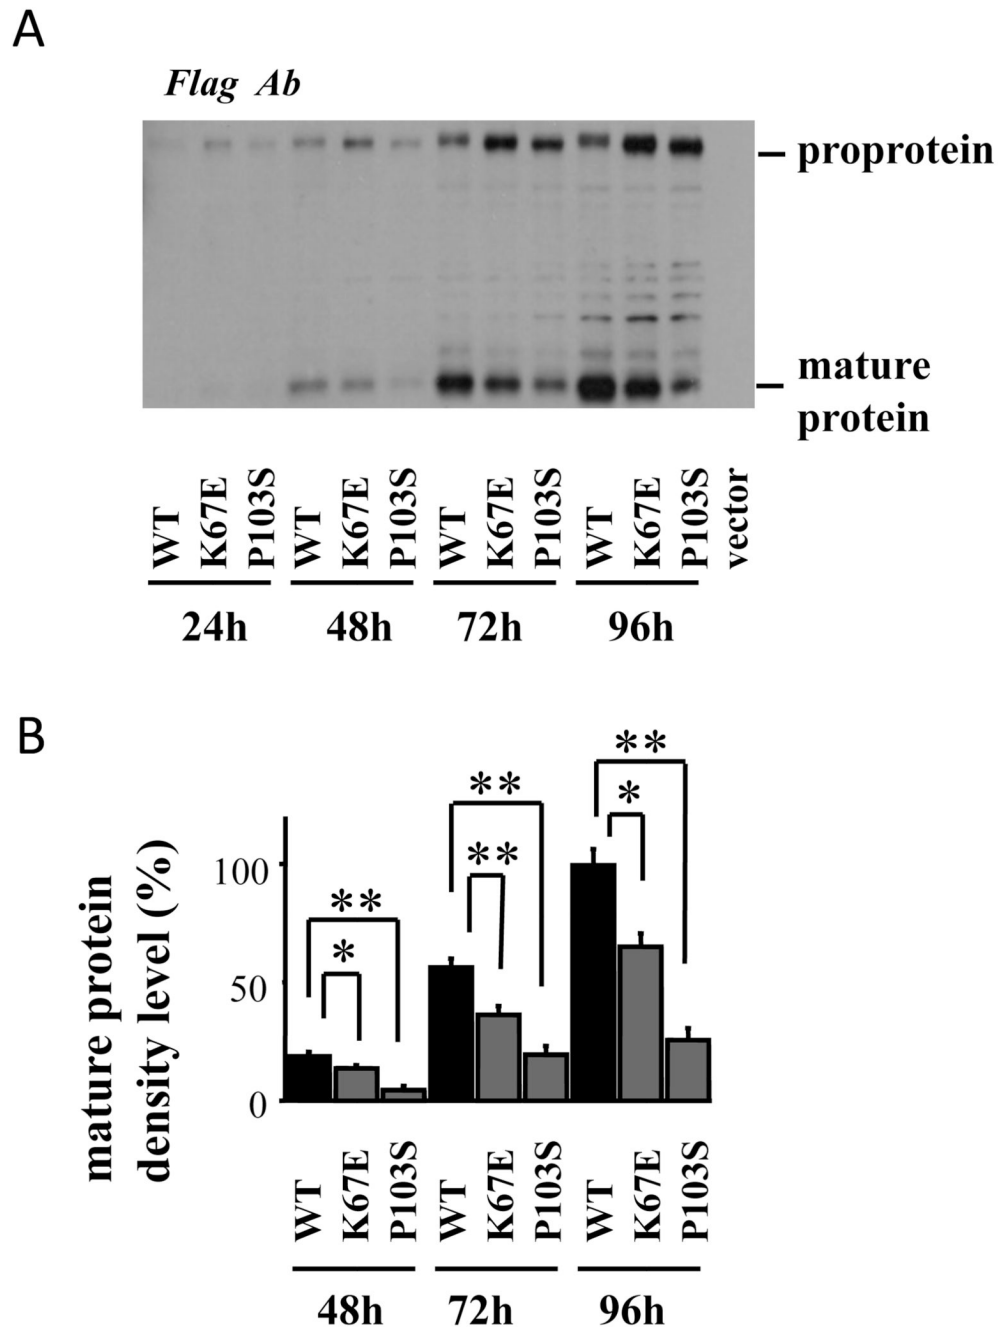 A
Flag Ab
proprotein
mature
protein
WT K67E P103S WT K67E P103S WT K67E P103S WT K67E P103S vector
24h 48h 72h 96h
B
** * ** ** ** *
mature protein
density level (%)
100
50
0
WT K67E P103S WT K67E P103S WT K67E P103S
48h 72h 96h